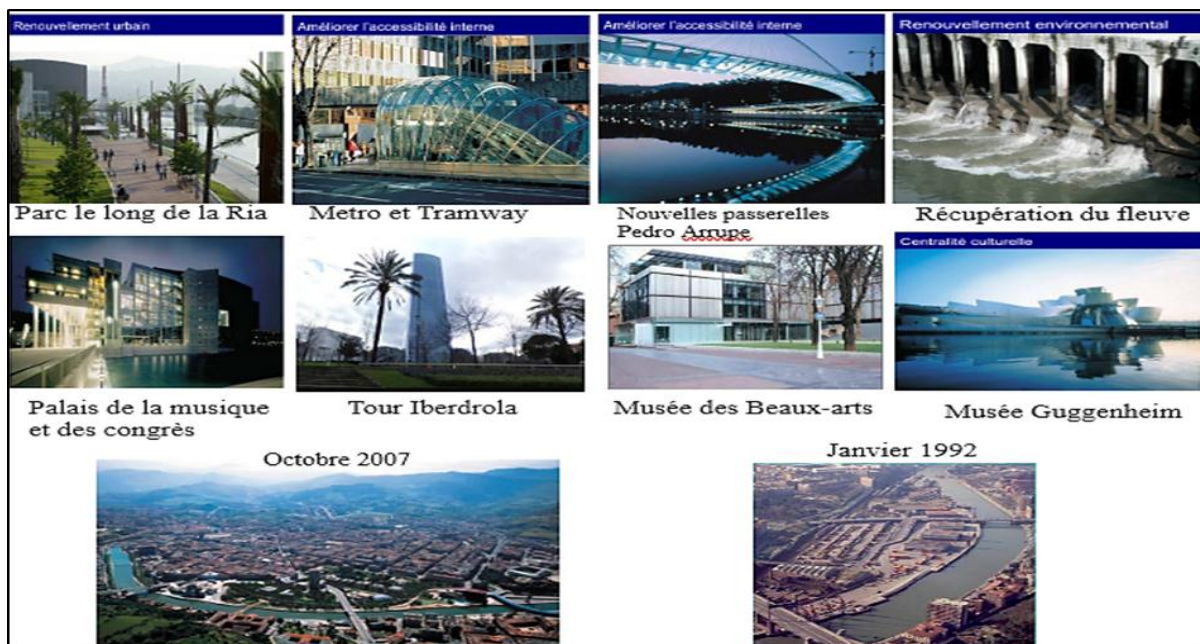 Renouvellement urbain
Améliorer l'accessibilité interne
Améliorer l'accessibilité interne
Renouvellement environnemental
Parc le long de la Ria
Metro et Tramway
Nouvelles passerelles
Pedro Arrupe
Récupération du fleuve
Centralité culturelle
Palais de la musique
et des congrès
Tour Iberdrola
Musée des Beaux-arts
Musée Guggenheim
Octobre 2007
Janvier 1992